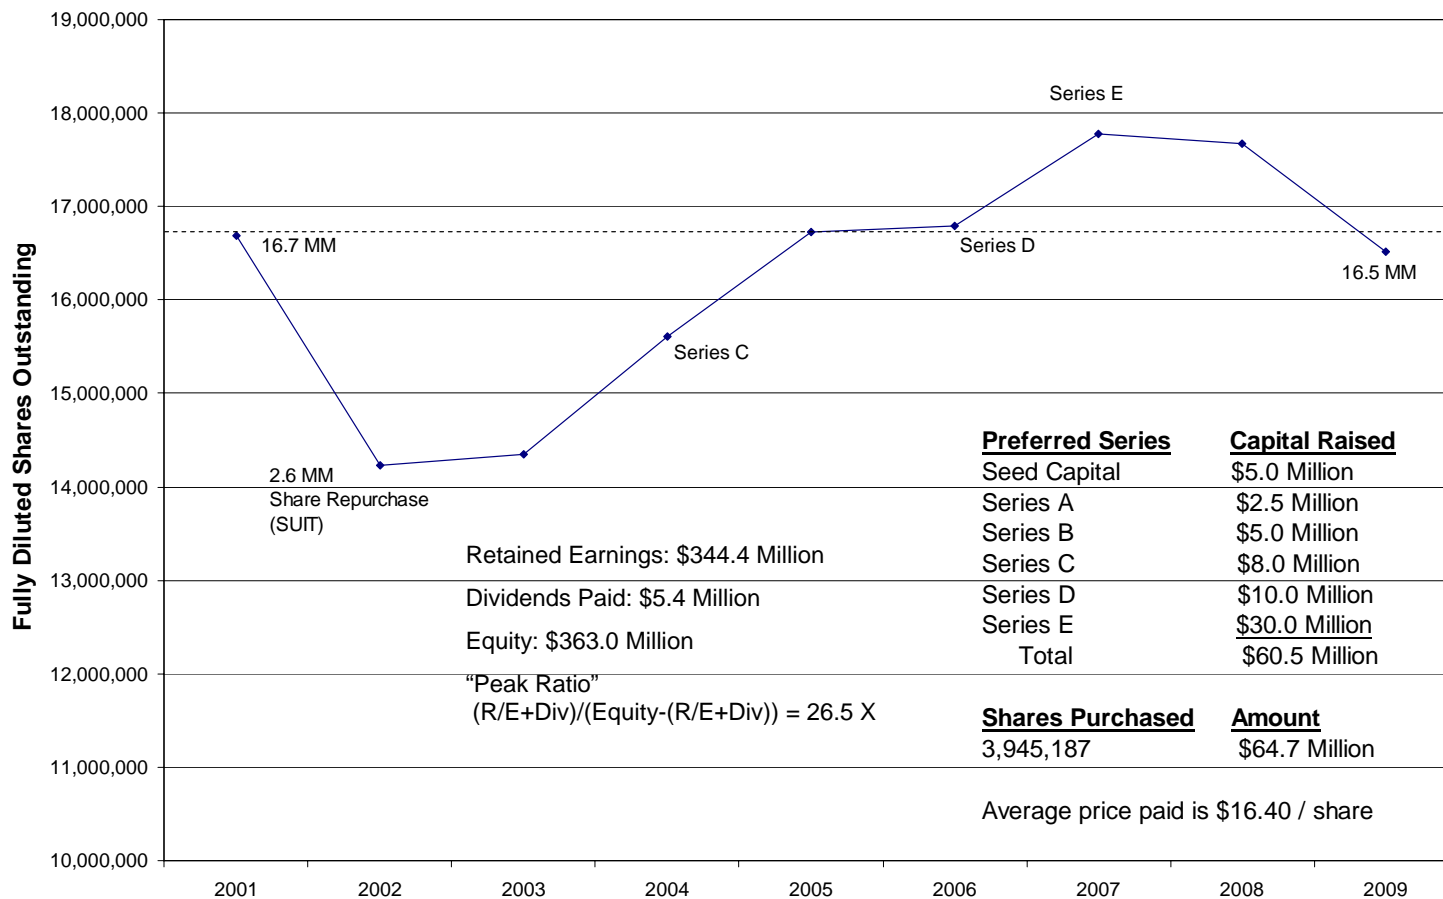 19,000,000
18,000,000
17,000,000
16,000,000
15,000,000
14,000,000
13,000,000
12,000,000
11,000,000
10,000,000
Fully Diluted Shares Outstanding
16.7 MM
2.6 MM
Share Repurchase
(SUIT)
Series C
Series D
Series E
16.5 MM
Retained Earnings: $344.4 Million
Dividends Paid: $5.4 Million
Equity: $363.0 Million
“Peak Ratio”
(R/E+Div)/(Equity-(R/E+Div)) = 26.5 X
Preferred Series Capital Raised
Seed Capital $5.0 Million
Series A $2.5 Million
Series B $5.0 Million
Series C $8.0 Million
Series D $10.0 Million
Series E $30.0 Million
Total $60.5 Million
Shares Purchased Amount
3,945,187 $64.7 Million
Average price paid is $16.40 / share
2001 2002 2003 2004 2005 2006 2007 2008 2009